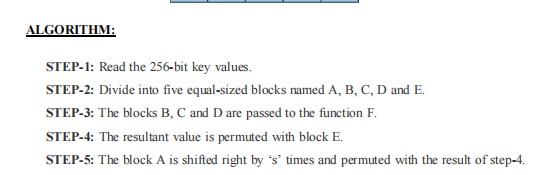 ALGORITHM:
STEP-1: Read the 256-bit key values.
STEP-2: Divide into five equal-sized blocks named A, B, C, D and E.
STEP-3: The blocks B, C and D are passed to the function F.
STEP-4: The resultant value is permuted with block E.
STEP-5: The block A is shifted right by ‘s’ times and permuted with the result of step-4.